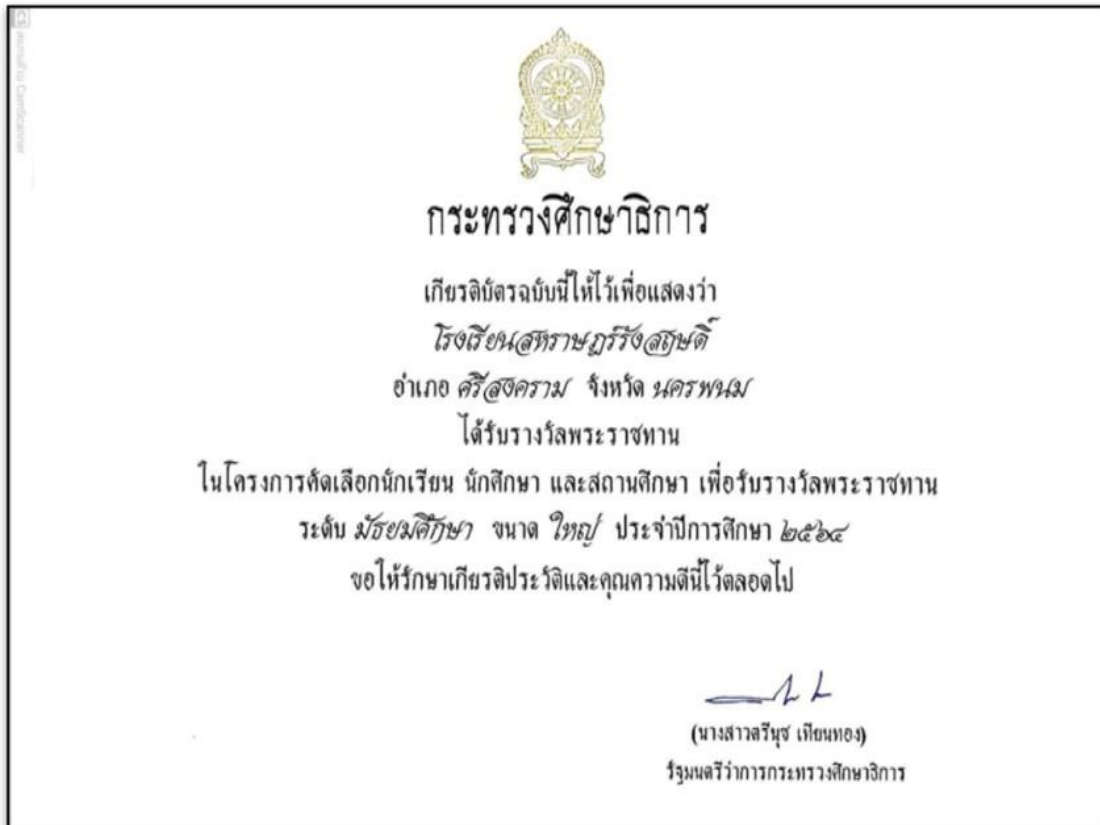 CS สแกนด้วย CamScanner
กระทรวงศึกษาธิการ
เกียรติบัตรฉบับนี้ให้ไว้เพื่อแสดงว่า
โรงเรียนสหราษฎร์รังสฤษดิ์
อำเภอ ศรีสงคราม จังหวัด นครพนม
ได้รับรางวัลพระราชทาน
ในโครงการคัดเลือกนักเรียน นักศึกษา และสถานศึกษา เพื่อรับรางวัลพระราชทาน
ระดับ มัธยมศึกษา ขนาด ใหญ่ ประจำปีการศึกษา ๒๕๖๔
ขอให้รักษาเกียรติประวัติและคุณความดีนี้ไว้ตลอดไป
(นางสาวตรีนุช เทียนทอง)
รัฐมนตรีว่าการกระทรวงศึกษาธิการ